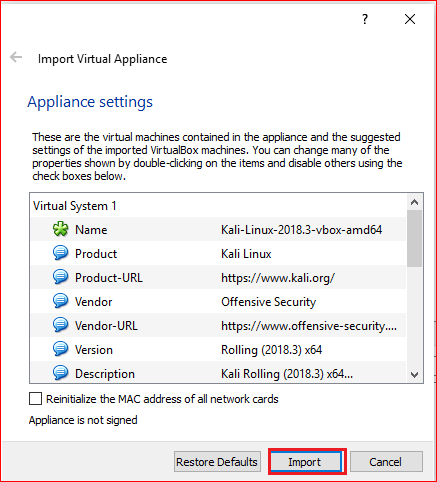 ?
Import Virtual Appliance
Appliance settings
These are the virtual machines contained in the appliance and the suggested
settings of the imported VirtualBox machines. You can change many of the
properties shown by double-clicking on the items and disable others using the
check boxes below.
Virtual System 1
Name Kali-Linux-2018.3-vbox-amd64
Product Kali Linux
Product-URL https://www.kali.org/
Vendor Offensive Security
Vendor-URL https://www.offensive-security....
Version Rolling (2018.3) x64
Description Kali Rolling (2018.3) x64...
Reinitialize the MAC address of all network cards
Appliance is not signed
Restore Defaults Import Cancel